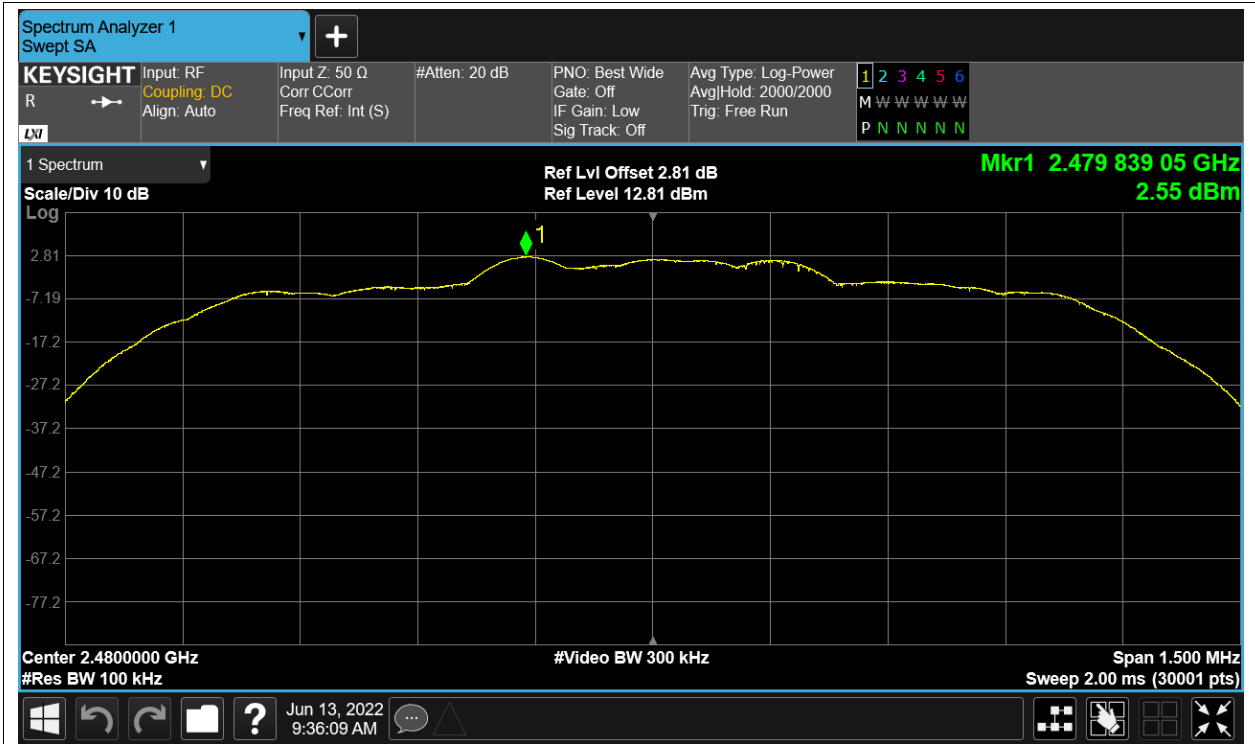 Spectrum Analyzer 1
Swept SA
KEYSIGHT
R
LXI
Input: RF
Coupling: DC
Align: Auto
Input Z: 50 Ω
Corr CCorr
Freq Ref: Int (S)
#Atten: 20 dB
PNO: Best Wide
Gate: Off
IF Gain: Low
Sig Track: Off
Avg Type: Log-Power
Avg|Hold: 2000/2000
Trig: Free Run
1 2 3 4 5 6
M W W W W W
P N N N N N
1 Spectrum
Scale/Div 10 dB
Log
Ref Lvl Offset 2.81 dB
Ref Level 12.81 dBm
Mkr1 2.479 839 05 GHz
2.55 dBm
1
2.81
-7.19
-17.2
-27.2
-37.2
-47.2
-57.2
-67.2
-77.2
Center 2.4800000 GHz
#Res BW 100 kHz
#Video BW 300 kHz
Span 1.500 MHz
Sweep 2.00 ms (30001 pts)
?
Jun 13, 2022
9:36:09 AM